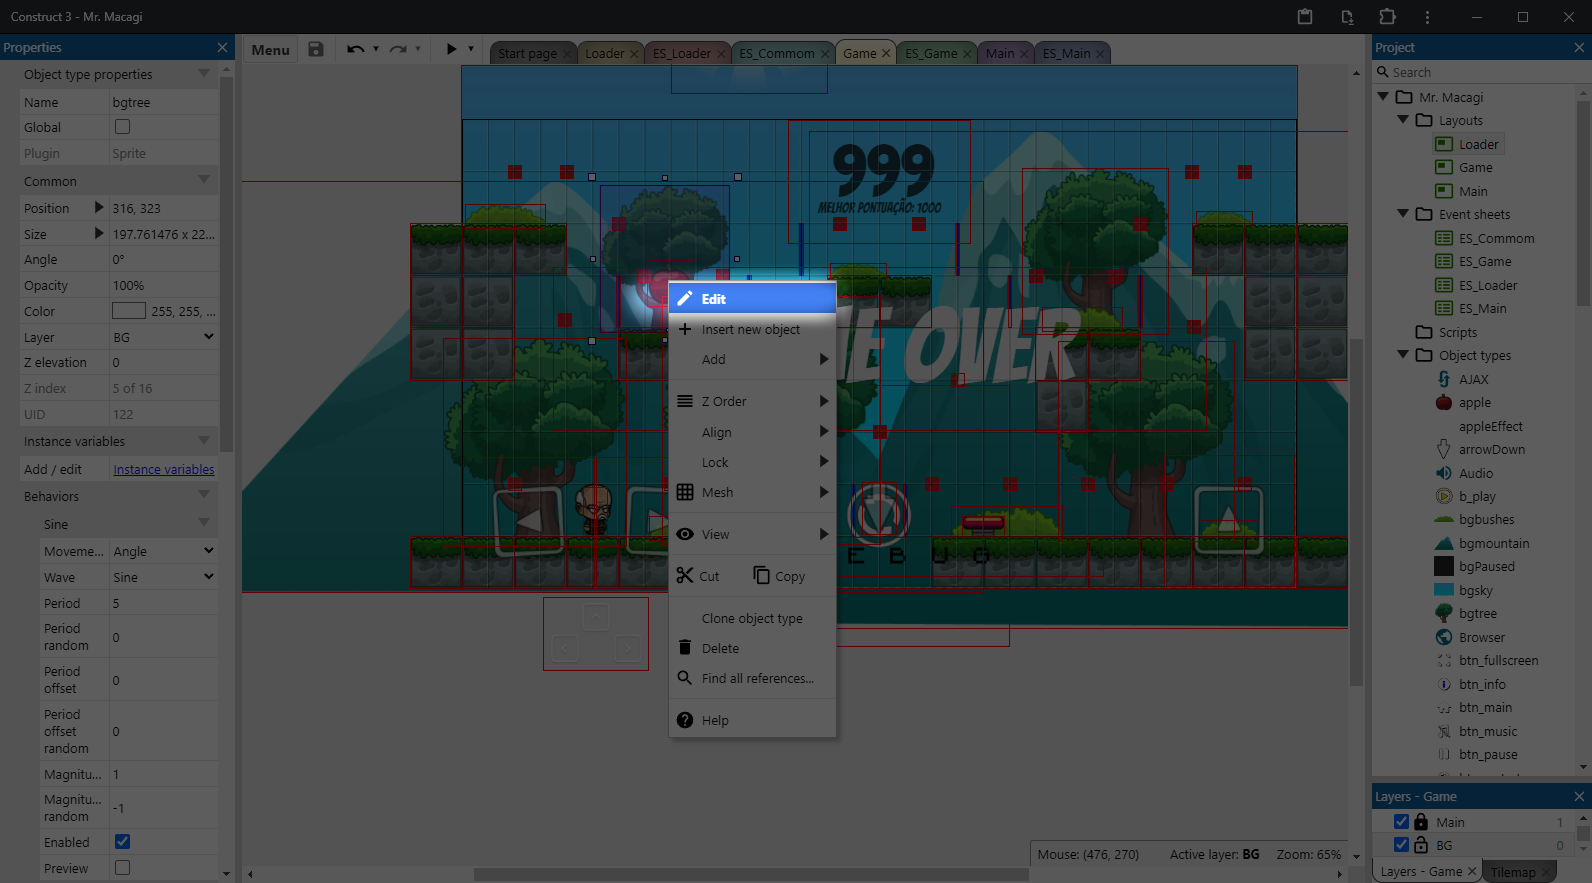 Construct 3 - Mr. Macagi
Properties
Menu
Start page
Loader
ES_Loader
ES_Commom
Game
ES_Game
Main
ES_Main
Project
Object type properties
Name bgtree
Global
Plugin Sprite
Common
Position 316, 323
Size 197.761476 x 22...
Angle 0°
Opacity 100%
Color 255, 255, ...
Layer BG
Z elevation 0
Z index 5 of 16
UID 122
Instance variables
Add / edit Instance variables
Behaviors
Sine
Moveme... Angle
Wave Sine
Period 5
Period random 0
Period offset 0
Period offset random 0
Magnitu... 1
Magnitu... random -1
Enabled
Preview
999
MELHOR PONTUAÇÃO: 1000
E OVER
E B U G
Edit
Insert new object
Add
Z Order
Align
Lock
Mesh
View
Cut Copy
Clone object type
Delete
Find all references...
Help
Mouse: (476, 270) Active layer: BG Zoom: 65%
Search
Mr. Macagi
Layouts
Loader
Game
Main
Event sheets
ES_Commom
ES_Game
ES_Loader
ES_Main
Scripts
Object types
AJAX
apple
appleEffect
arrowDown
Audio
b_play
bgbushes
bgmountain
bgPaused
bgsky
bgtree
Browser
btn_fullscreen
btn_info
btn_main
btn_music
btn_pause
Layers - Game
Main 1
BG 0
Layers - Game Tilemap